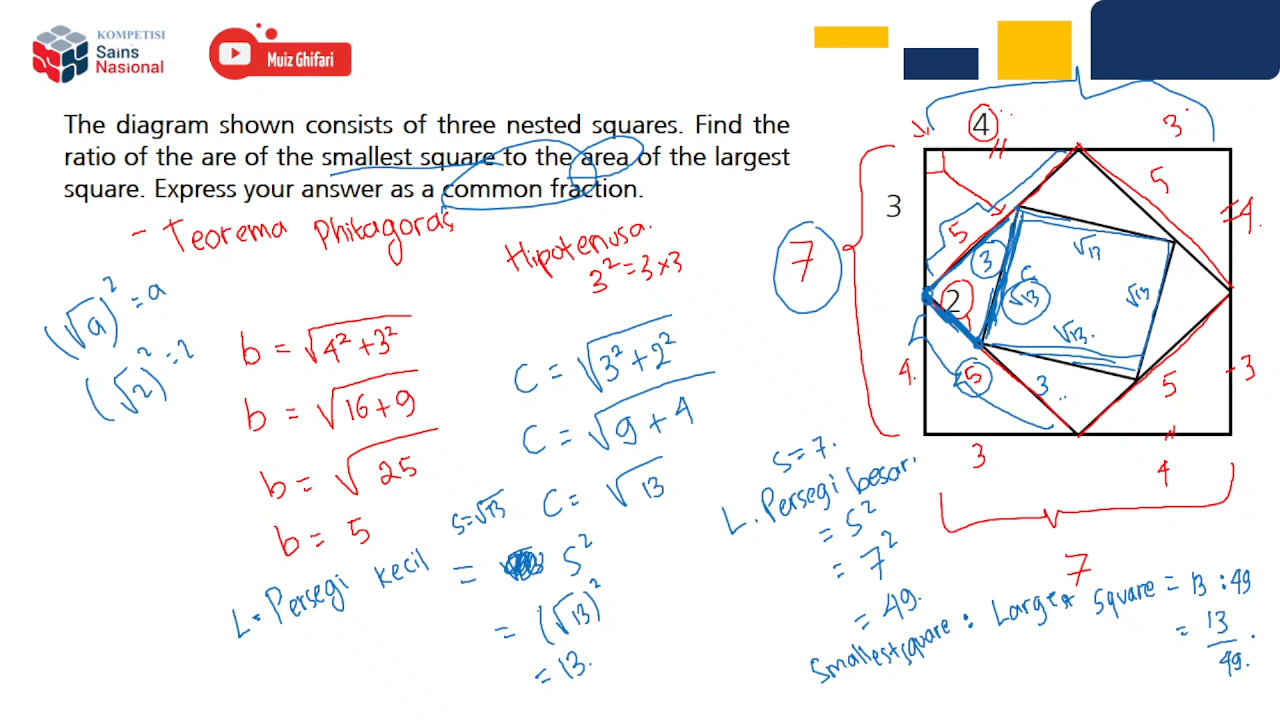 KOMPETISI
Sains
Nasional
Muiz Ghifari
The diagram shown consists of three nested squares. Find the
ratio of the are of the smallest square to the area of the largest
square. Express your answer as a common fraction.
- Teorema Phitagoras
Hipotenusa.
3² = 3 × 3
(√a)² = a
(√2)² = 2
b = √4² + 3²
b = √16 + 9
b = √25
b = 5
C = √3² + 2²
C = √9 + 4
C = √13
s = √13
L. Persegi kecil = s²
= (√13)²
= 13.
s = 7.
L. Persegi besar.
= s²
= 7²
= 49.
Smallest square : Largest Square = 13 : 49
= 13/49.
4
3
3
5
4.
7
5
3
√13
2
C
√13
√13
√13.
4.
5
3
5
3
3
4
7